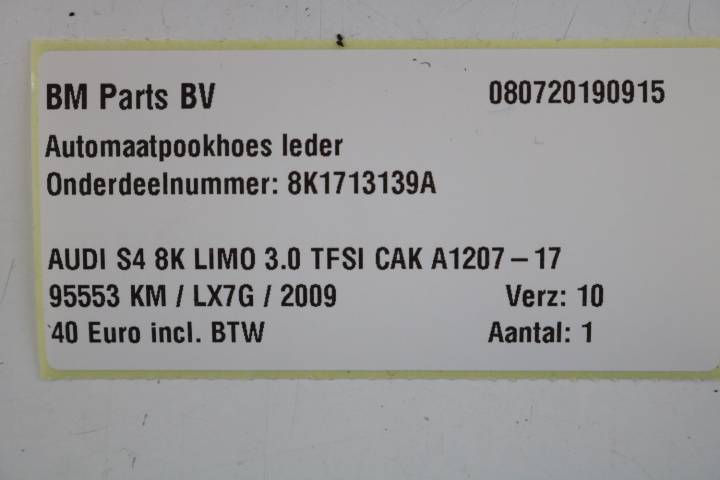 BM Parts BV 080720190915
Automaatpookhoes leder
Onderdeelnummer: 8K1713139A
AUDI S4 8K LIMO 3.0 TFSI CAK A1207 – 17
95553 KM / LX7G / 2009 Verz: 10
40 Euro incl. BTW Aantal: 1